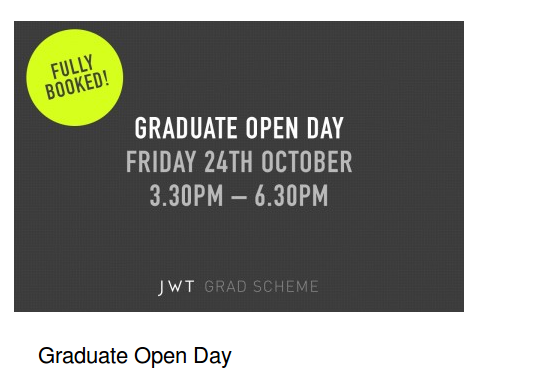 FULLY
BOOKED!
GRADUATE OPEN DAY
FRIDAY 24TH OCTOBER
3.30PM – 6.30PM
JWT GRAD SCHEME
Graduate Open Day